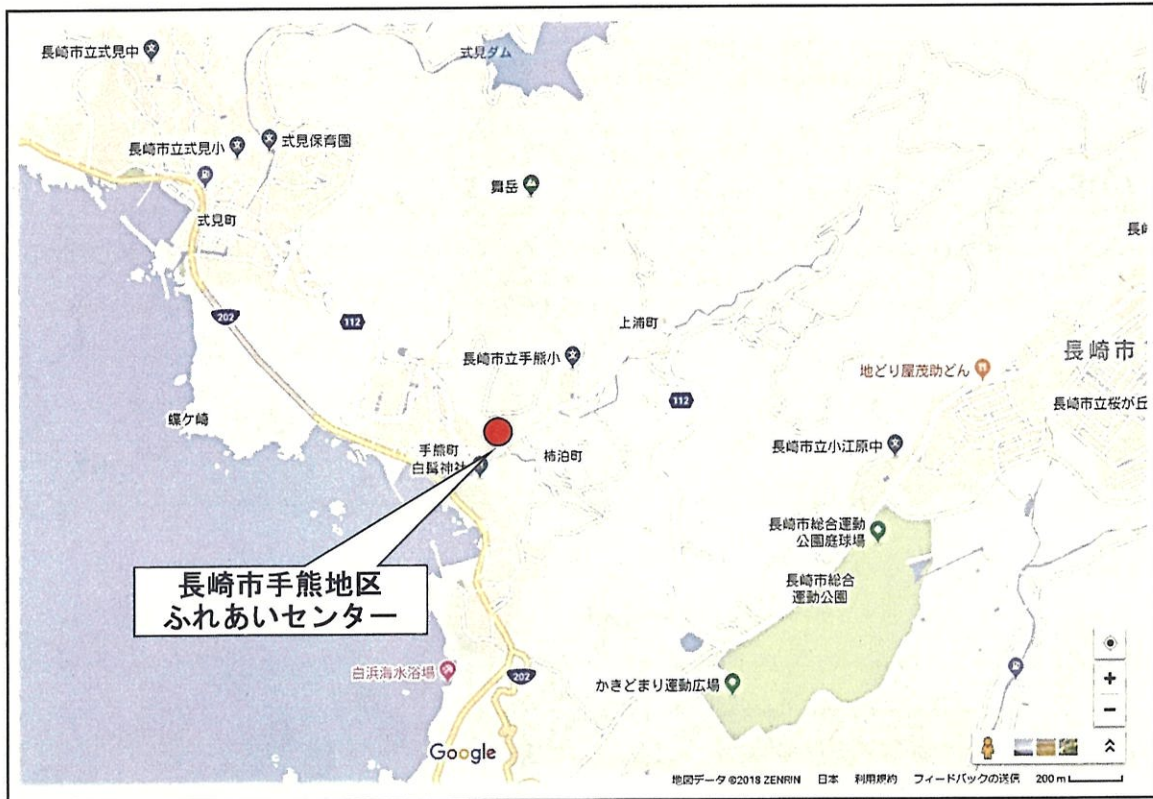 長崎市立式見中
式見ダム
長崎市立式見小
式見保育園
舞岳
式見町
202
112
上浦町
長崎市立手熊小
長崎市
地どり屋茂助どん
112
長崎市立桜が丘
蝶ケ崎
手熊町
白髯神社
柿泊町
長崎市立小江原中
長崎市総合運動
公園庭球場
長崎市総合
運動公園
長崎市手熊地区
ふれあいセンター
白浜海水浴場
202
かきどまり運動広場
Google
地図データ ©2018 ZENRIN 日本 利用規約 フィードバックの送信 200 m